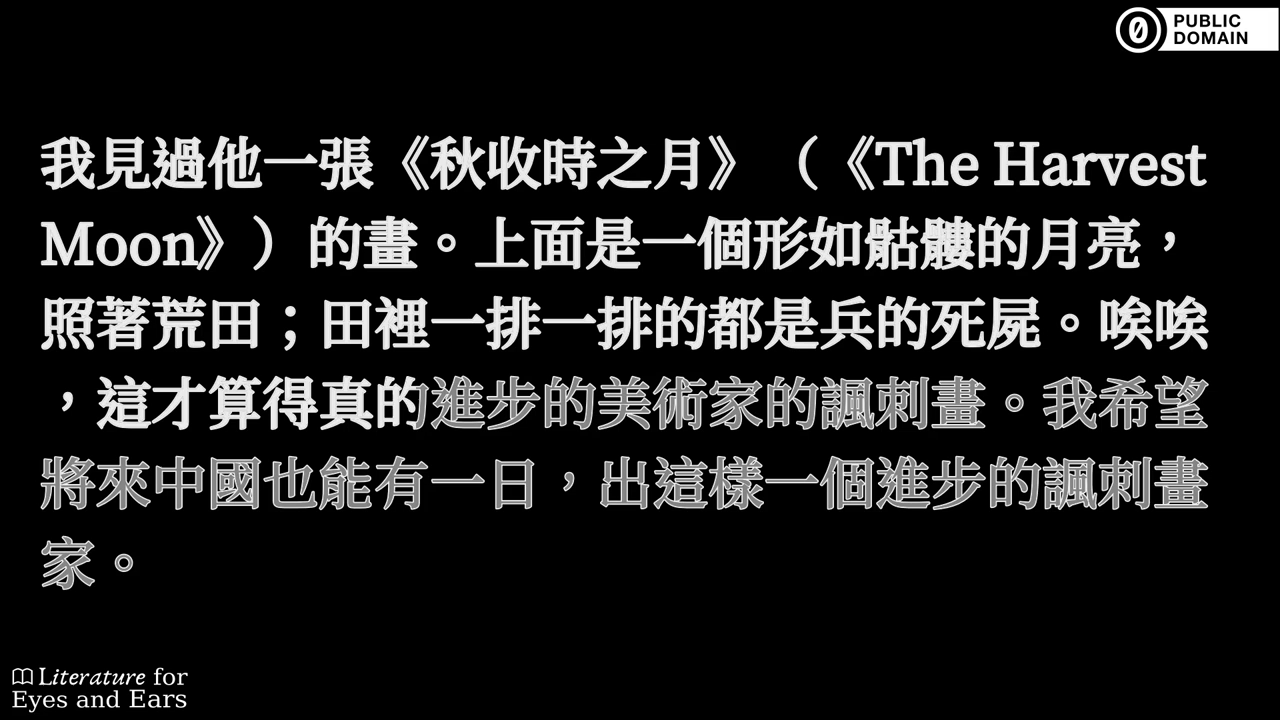 PUBLIC
DOMAIN
我見過他一張《秋收時之月》（《The Harvest
Moon》）的畫。上面是一個形如骷髏的月亮，
照著荒田；田裡一排一排的都是兵的死屍。唉唉
，這才算得真的進步的美術家的諷刺畫。我希望
將來中國也能有一日，出這樣一個進步的諷刺畫
家。
Literature for
Eyes and Ears